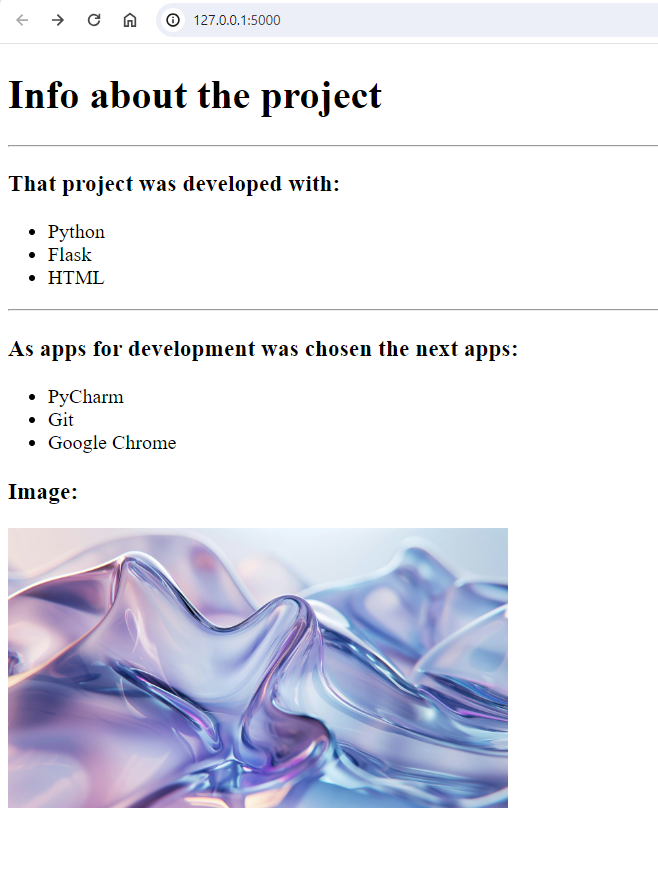 127.0.0.1:5000
Info about the project
That project was developed with:
Python
Flask
HTML
As apps for development was chosen the next apps:
PyCharm
Git
Google Chrome
Image: